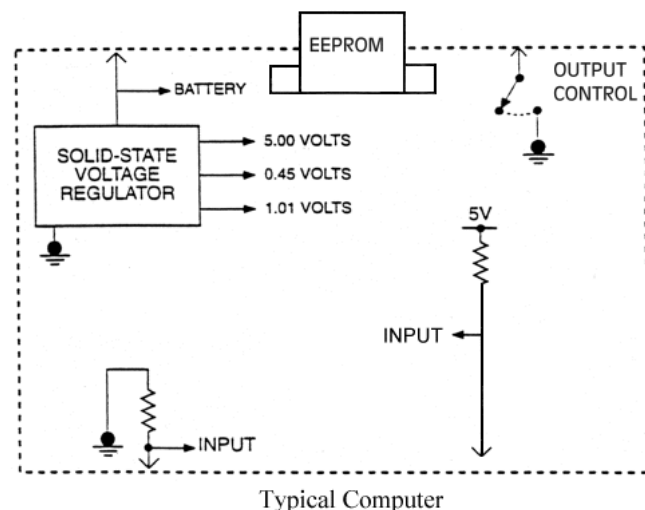 EEPROM
OUTPUT
CONTROL
BATTERY
SOLID-STATE
VOLTAGE
REGULATOR
5.00 VOLTS
0.45 VOLTS
1.01 VOLTS
5V
INPUT
INPUT
Typical Computer